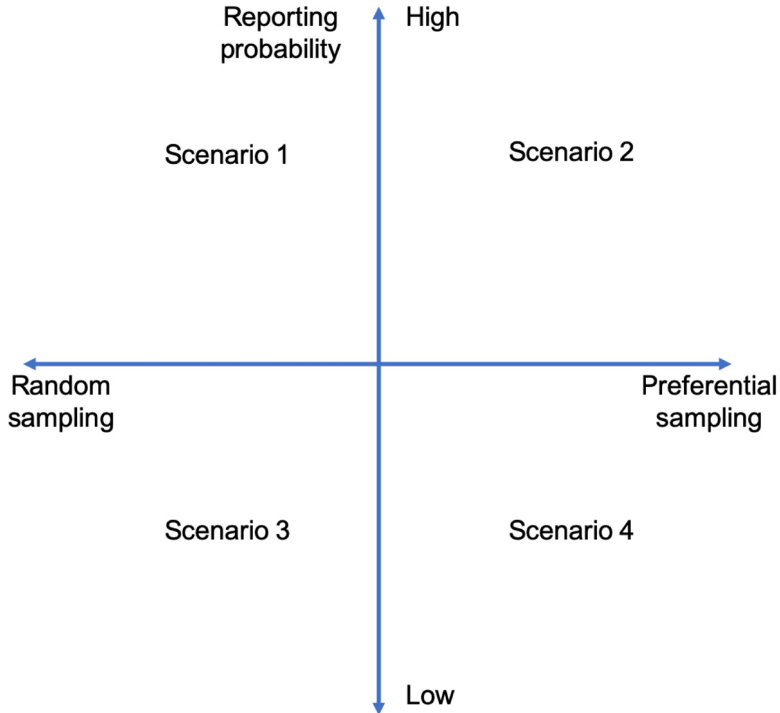 Reporting
probability
High
Scenario 1
Scenario 2
Random
sampling
Preferential
sampling
Scenario 3
Scenario 4
Low